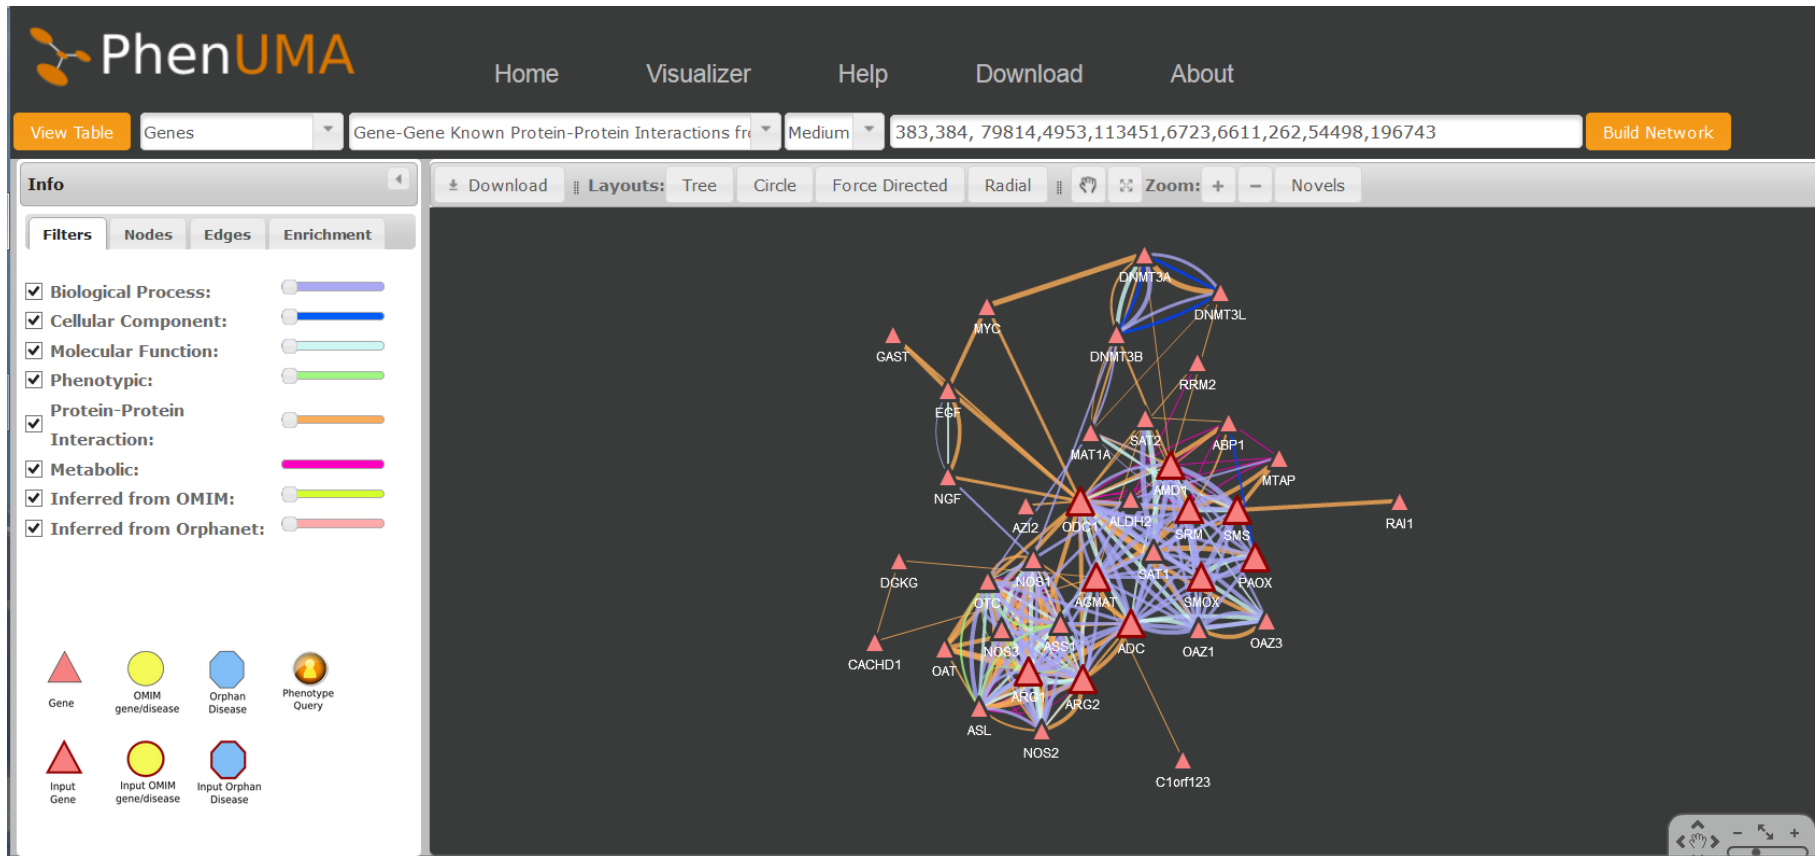 PhenUMA
Home Visualizer Help Download About
View Table Genes Gene-Gene Known Protein-Protein Interactions fro Medium 383,384, 79814,4953,113451,6723,6611,262,54498,196743 Build Network
Info
Download Layouts: Tree Circle Force Directed Radial Zoom: + − Novels
Filters Nodes Edges Enrichment
Biological Process:
Cellular Component:
Molecular Function:
Phenotypic:
Protein-Protein
Interaction:
Metabolic:
Inferred from OMIM:
Inferred from Orphanet:
Gene
OMIM
gene/disease
Orphan
Disease
Phenotype
Query
Input
Gene
Input OMIM
gene/disease
Input Orphan
Disease
DNMT3A
DNMT3L
MYC
GAST
DNMT3B
RRM2
EGF
SAT2
ABP1
MAT1A
MTAP
AMD1
NGF
AZI2
ODC1
ALDH2
SRM
SMS
RAI1
DGKG
NOS1
SAT1
PAOX
OTC
AGMAT
SMOX
CACHD1
OAT
NOS3
ASS1
ADC
OAZ1
OAZ3
ARG1
ARG2
ASL
NOS2
C1orf123
− +